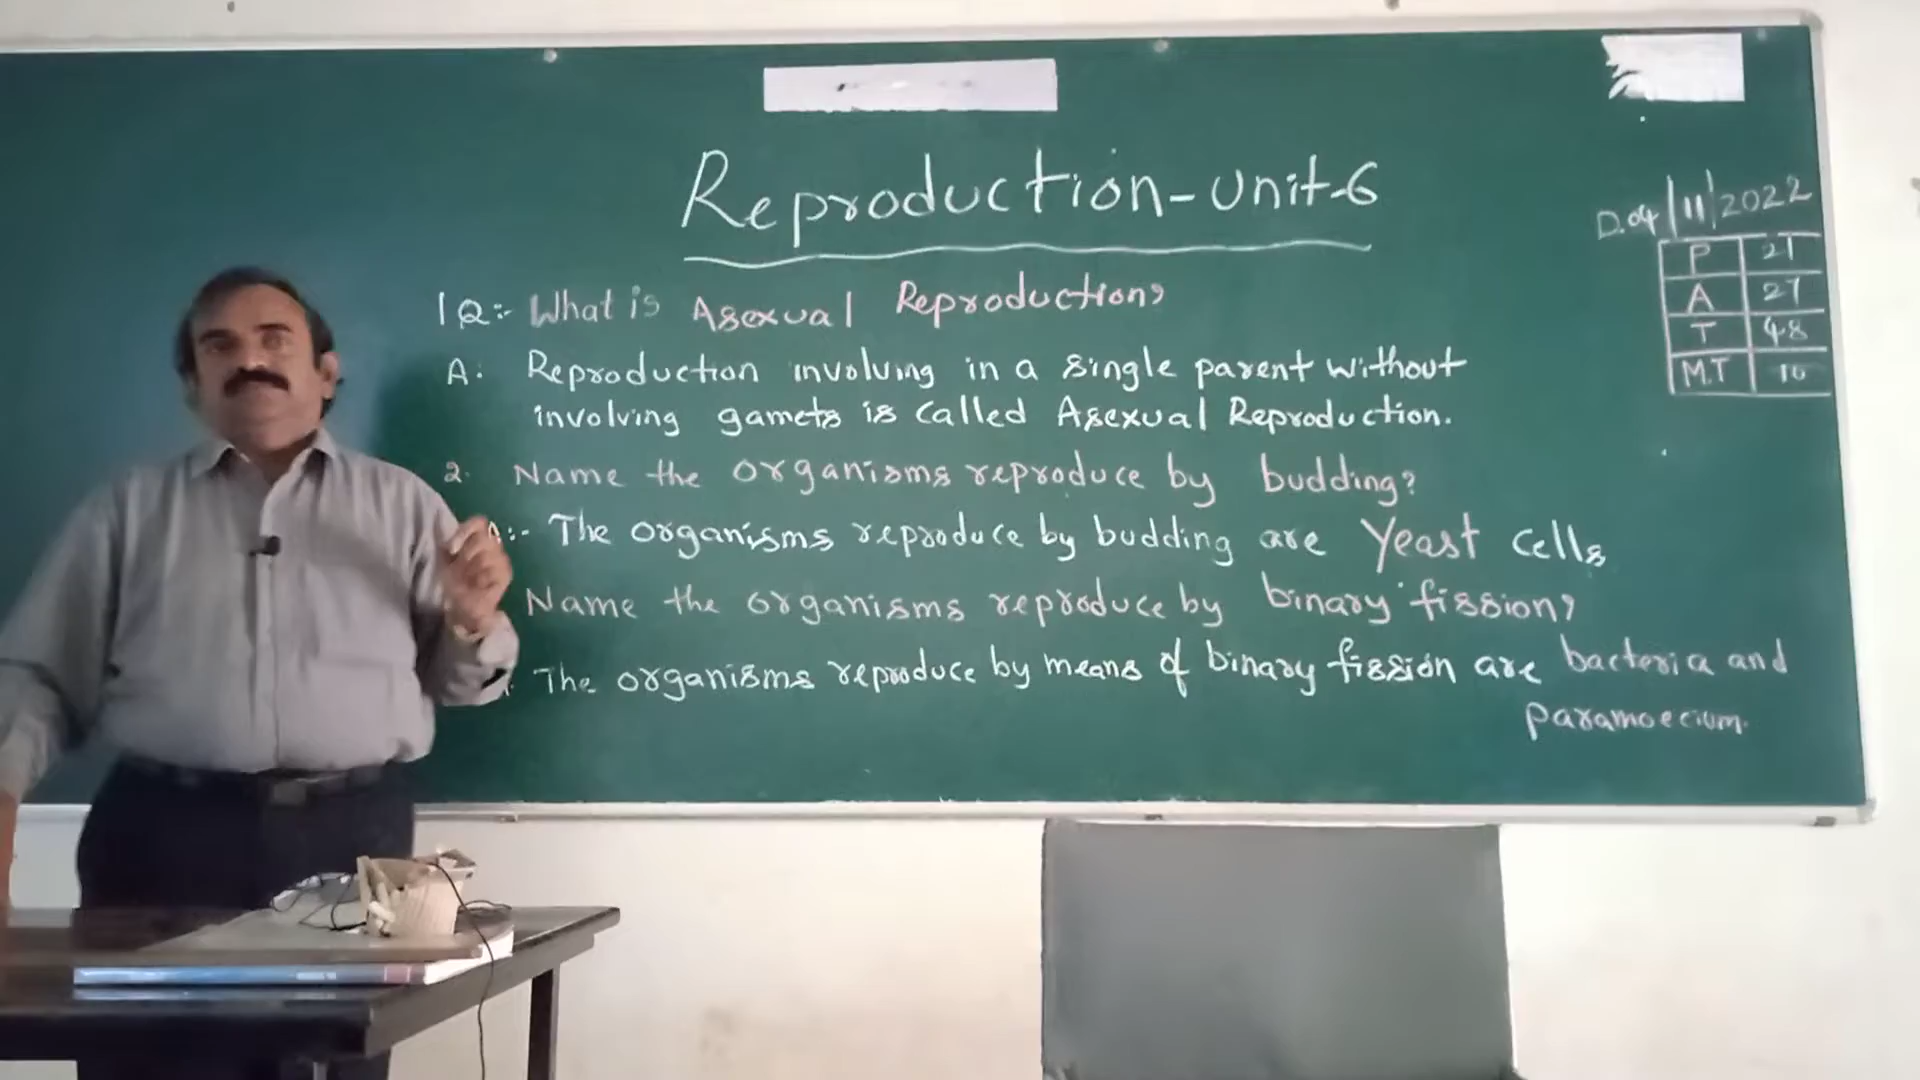 Reproduction-Unit-6
D.04/11/2022
P 21
A 27
T 48
M.T 10
1Q:- What is Asexual Reproduction?
A. Reproduction involving in a single parent without
involving gamets is called Asexual Reproduction.
2. Name the organisms reproduce by budding?
:- The organisms reproduce by budding are Yeast cells
Name the organisms reproduce by binary fission?
The organisms reproduce by means of binary fission are bacteria and
paramoecium.